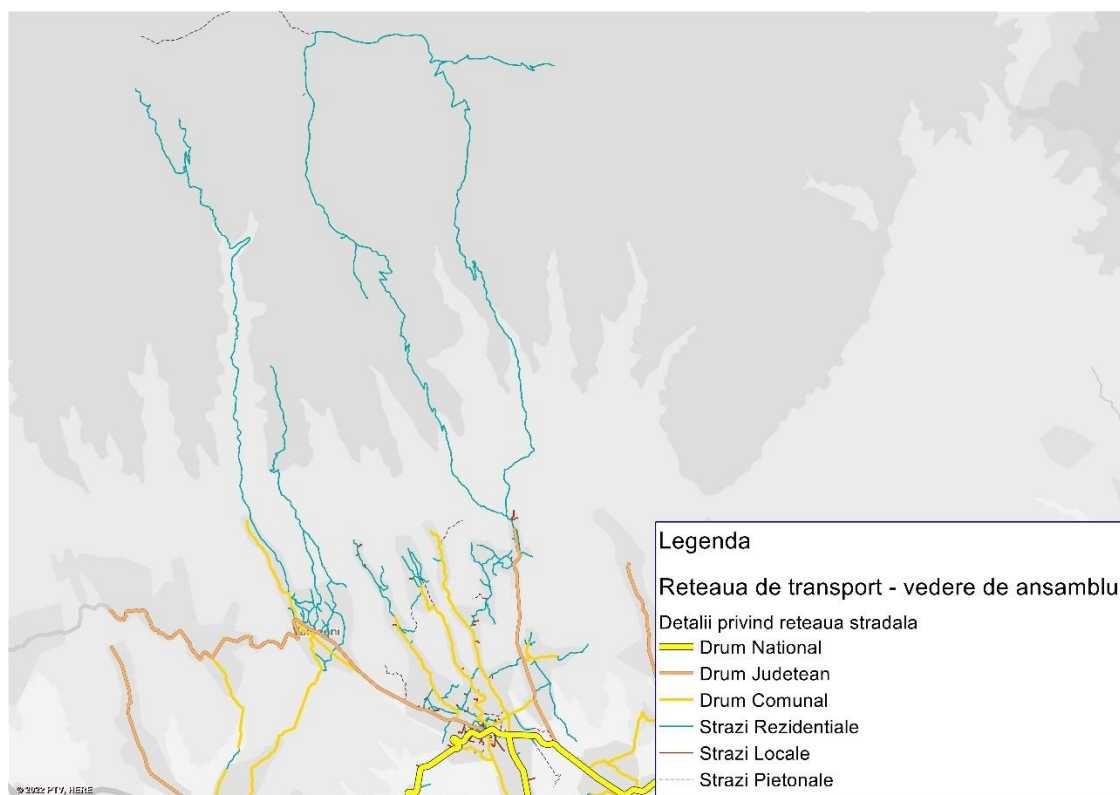 Legenda
Reteaua de transport - vedere de ansamblu
Detalii privind reteaua stradala
Drum National
Drum Judetean
Drum Comunal
Strazi Rezidentiale
Strazi Locale
Strazi Pietonale
© 2022 PTV, HERE